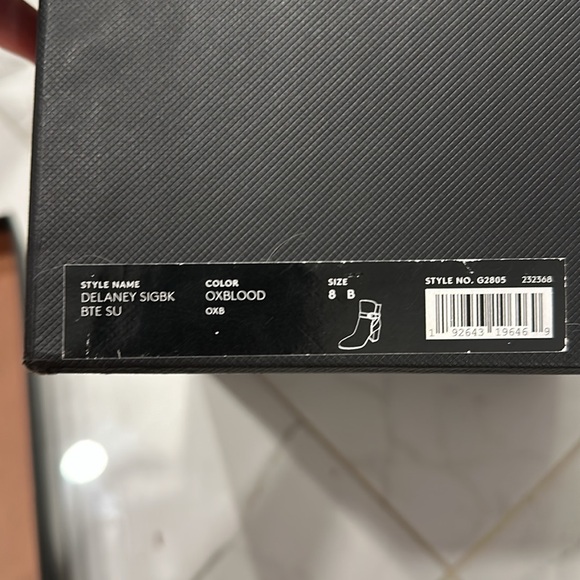 STYLE NAME
DELANEY SIGBK
BTE SU
COLOR
OXBLOOD
OXB
SIZE
8 B
STYLE NO. G2805 232368
1 92643 19646 9